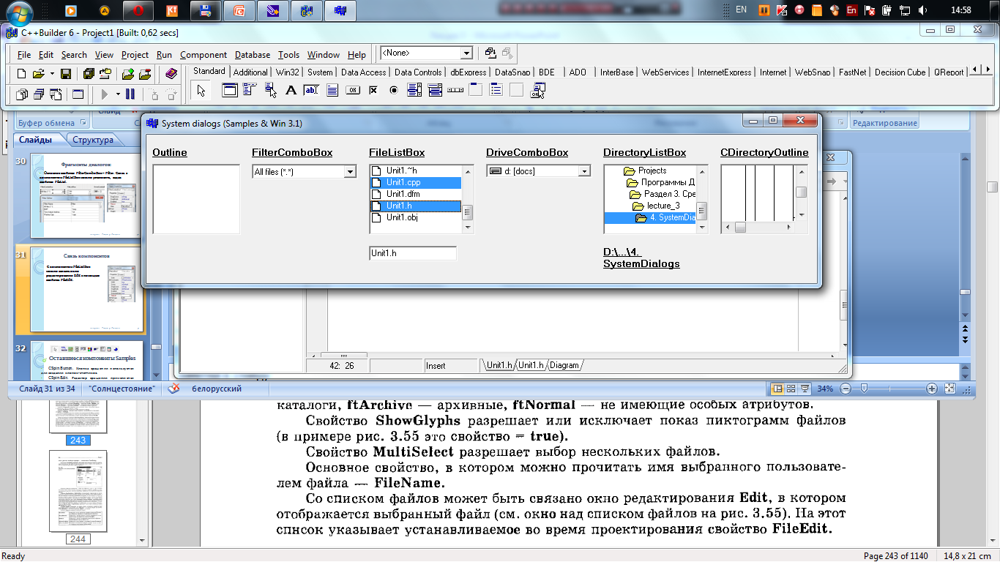 EN
En
14:58
C++Builder 6 - Project1 [Built: 0,62 secs]
File Edit Search View Project Run Component Database Tools Window Help
<None>
Standard Additional Win32 System Data Access Data Controls dbExpress DataSnap BDE ADO InterBase WebServices InternetExpress Internet WebSnap FastNet Decision Cube QReport
Буфер обмена
Редактирование
Слайды Структура
System dialogs (Samples & Win 3.1)
Outline FilterComboBox FileListBox DriveComboBox DirectoryListBox CDirectoryOutline
All files (*.*)
Unit1.~h
Unit1.cpp
Unit1.dfm
Unit1.h
Unit1.obj
d: [docs]
Projects
Программы Д
Раздел 3. Сре
lecture_3
4. SystemDia
Unit1.h
D:\...\4.
SystemDialogs
30
Фрагменты диалогов:
31
Связь компонентов
32
Оставшиеся компоненты Samples
42: 26
Insert
Unit1.h Unit1.h Diagram
Слайд 31 из 34
"Солнцестояние"
белорусский
34%
каталоги, имеющие особых атрибутов.
Свойство ShowGlyphs разрешает или исключает показ пиктограмм файлов
(в примере рис. 3.55 это свойство = true).
Свойство MultiSelect разрешает выбор нескольких файлов.
Основное свойство, в котором можно прочитать имя выбранного пользовате-
лем файла — FileName.
Со списком файлов может быть связано окно редактирования Edit, в котором
отображается выбранный файл (см. окно над списком файлов на рис. 3.55). На этот
список указывает устанавливаемое во время проектирования свойство FileEdit.
243
244
Ready
Page 243 of 1140
14,8 x 21 cm